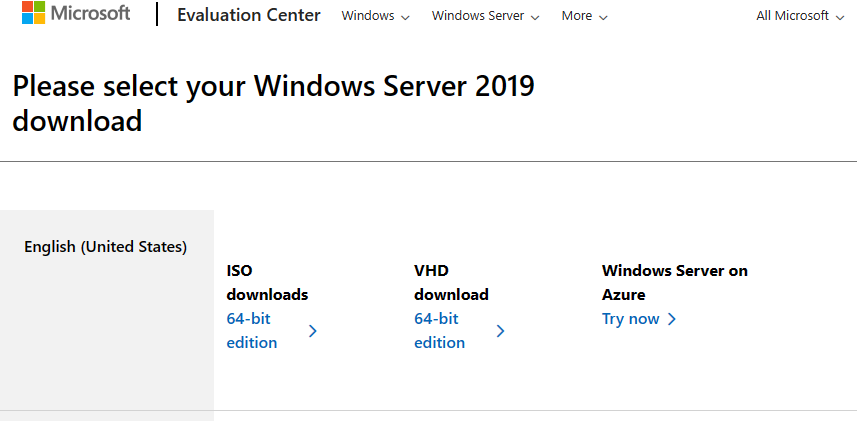 Microsoft Evaluation Center Windows Windows Server More All Microsoft
Please select your Windows Server 2019
download
English (United States)
ISO
downloads
64-bit
edition
VHD
download
64-bit
edition
Windows Server on
Azure
Try now